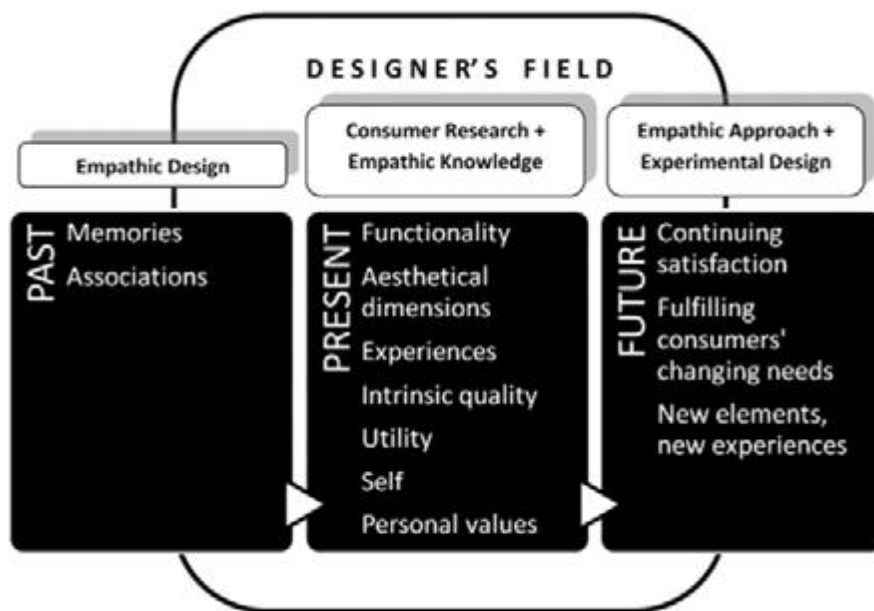 DESIGNER'S FIELD
Empathic Design
Consumer Research +
Empathic Knowledge
Empathic Approach +
Experimental Design
PAST
Memories
Associations
PRESENT
Functionality
Aesthetical
dimensions
Experiences
Intrinsic quality
Utility
Self
Personal values
FUTURE
Continuing
satisfaction
Fulfilling
consumers'
changing needs
New elements,
new experiences